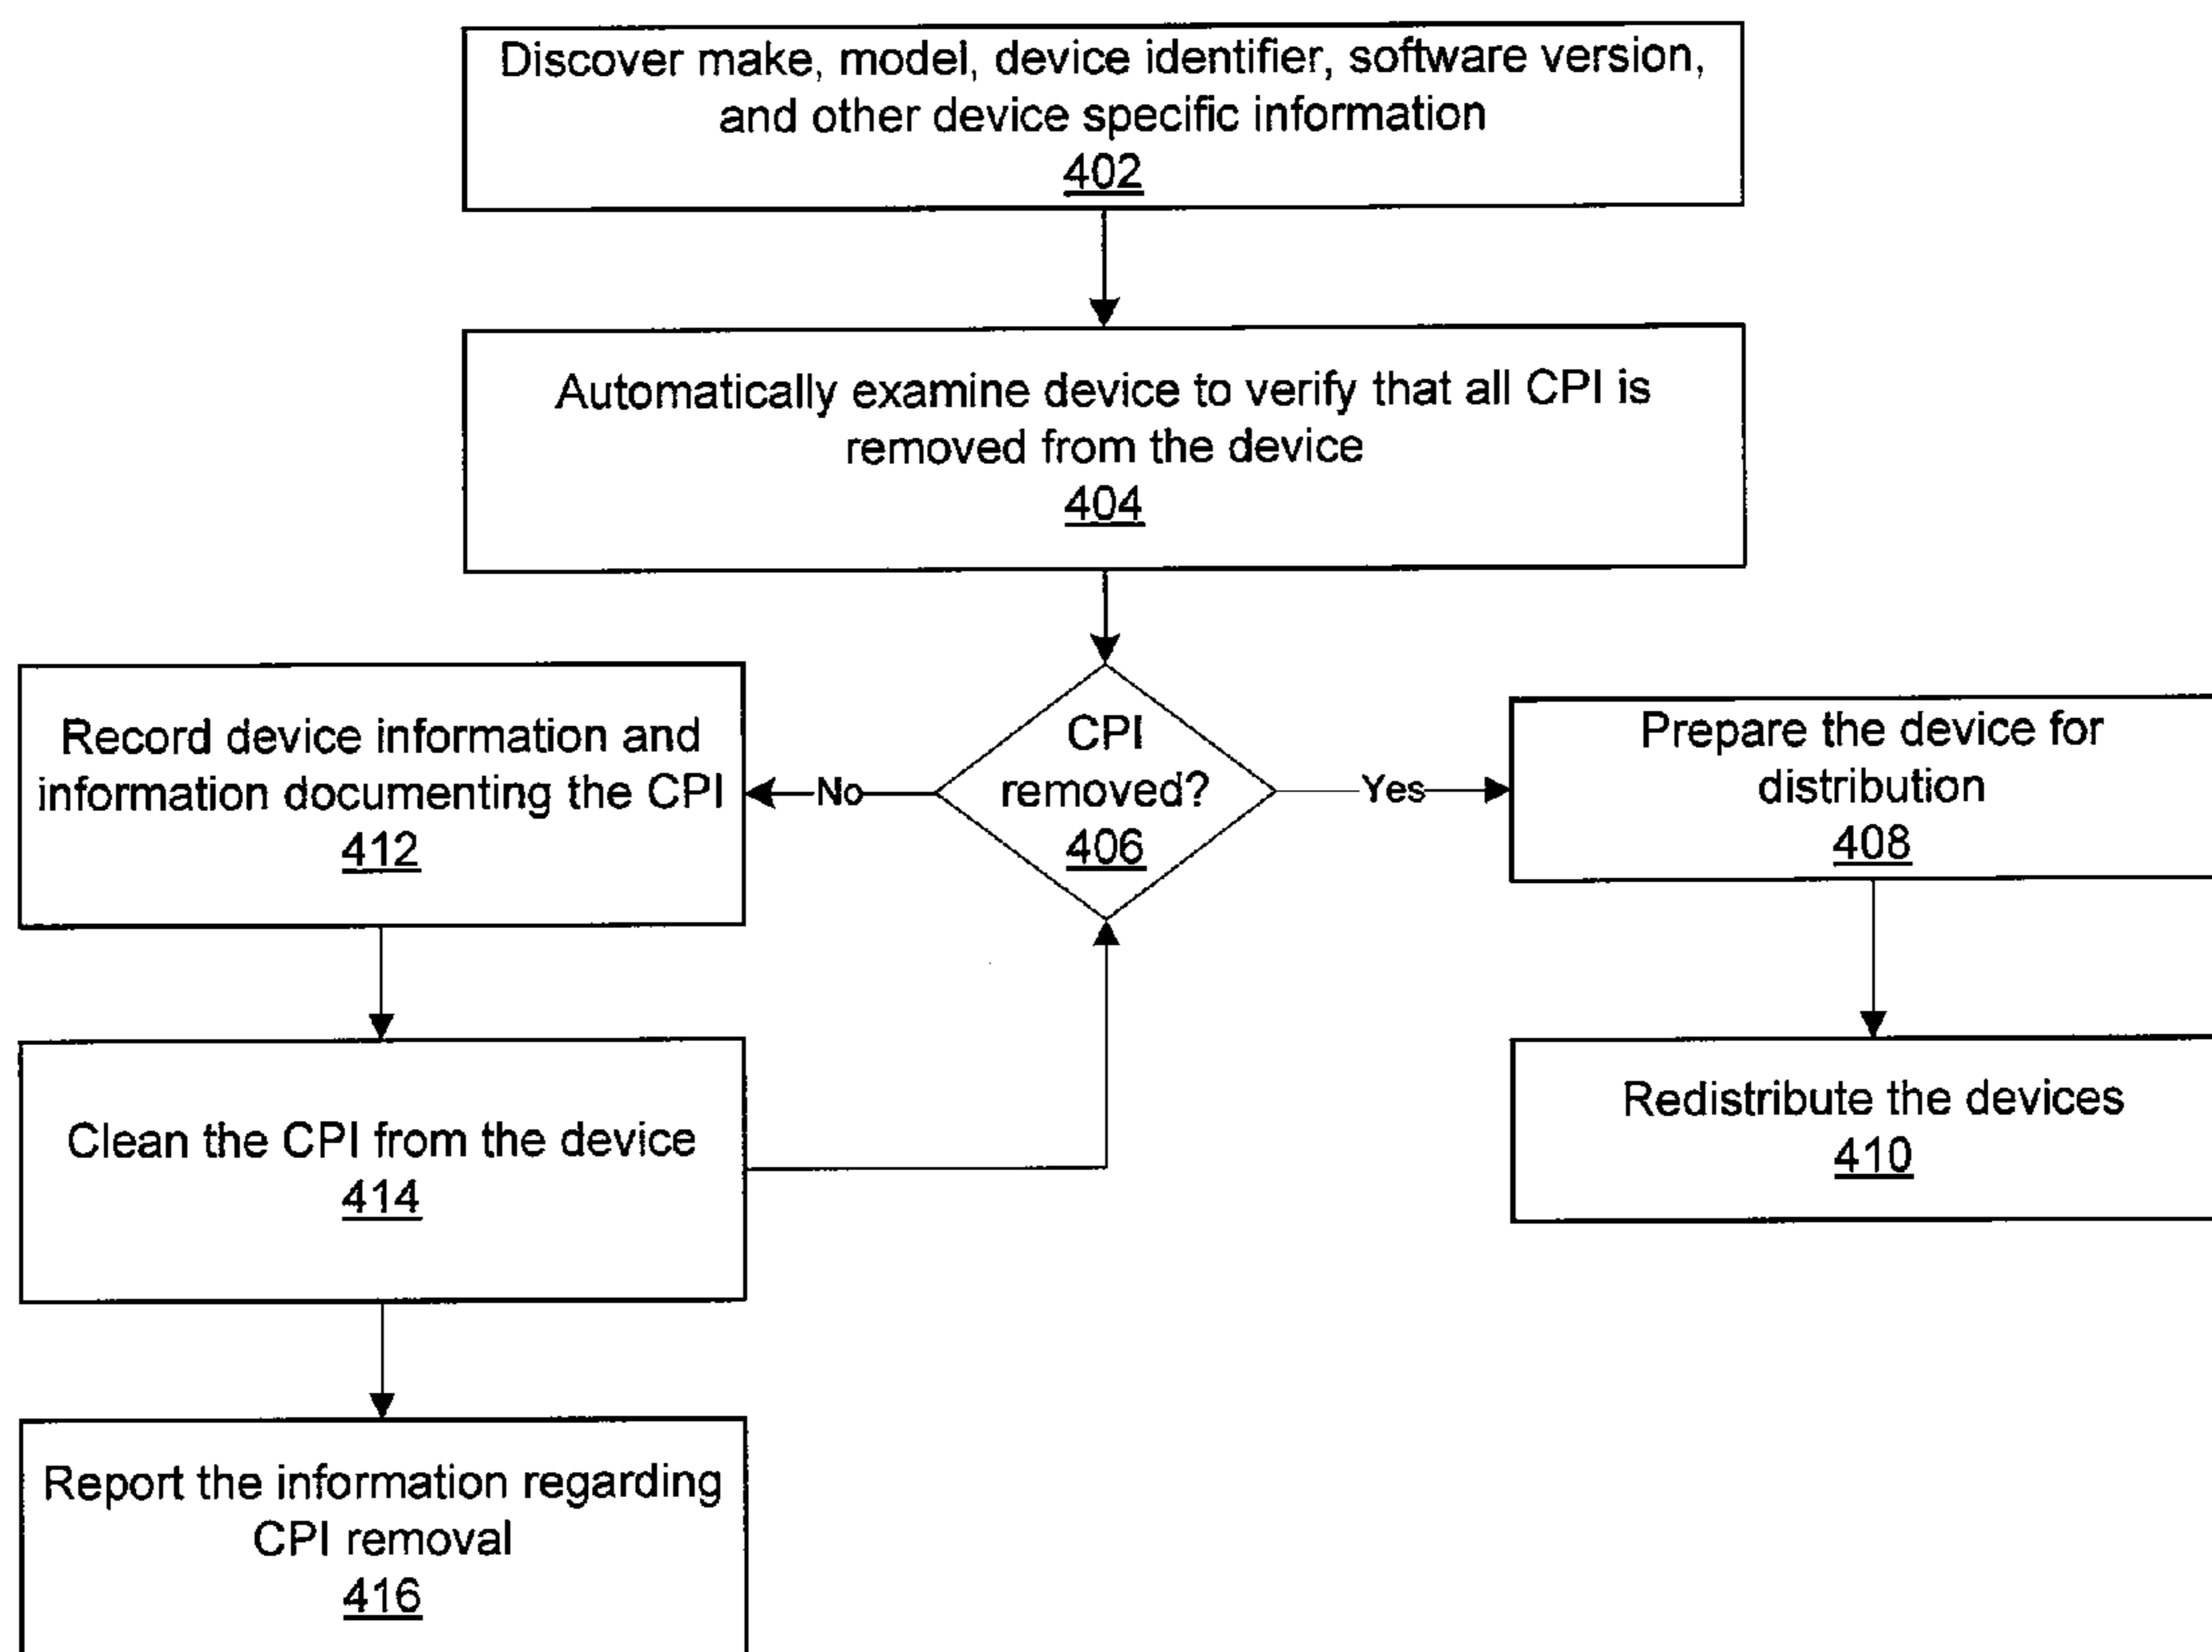 Discover make, model, device identifier, software version,
and other device specific information
402
Automatically examine device to verify that all CPI is
removed from the device
404
CPI
removed?
406
No
Yes
Record device information and
information documenting the CPI
412
Prepare the device for
distribution
408
Clean the CPI from the device
414
Redistribute the devices
410
Report the information regarding
CPI removal
416